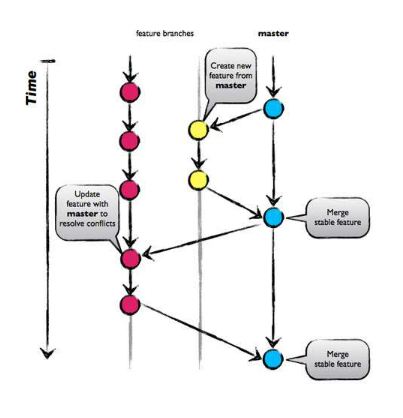 feature branches
master
Time
Create new
feature from
master
Update
feature with
master to
resolve conflicts
Merge
stable feature
Merge
stable feature